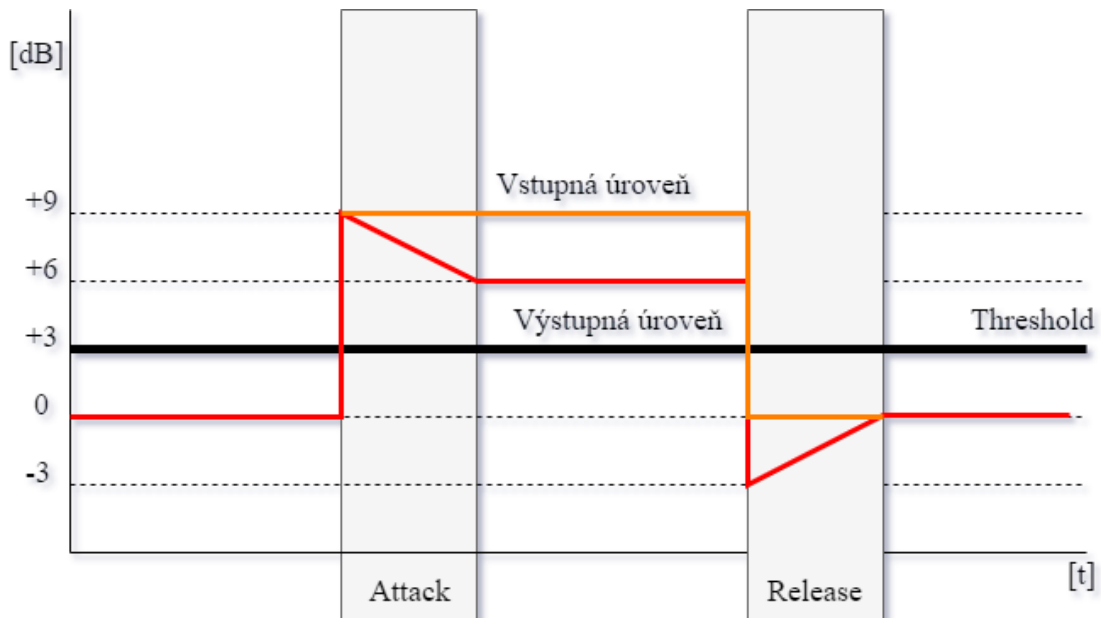 [dB]
Vstupná úroveň
+9
+6
Výstupná úroveň
Threshold
+3
0
-3
[t]
Attack
Release